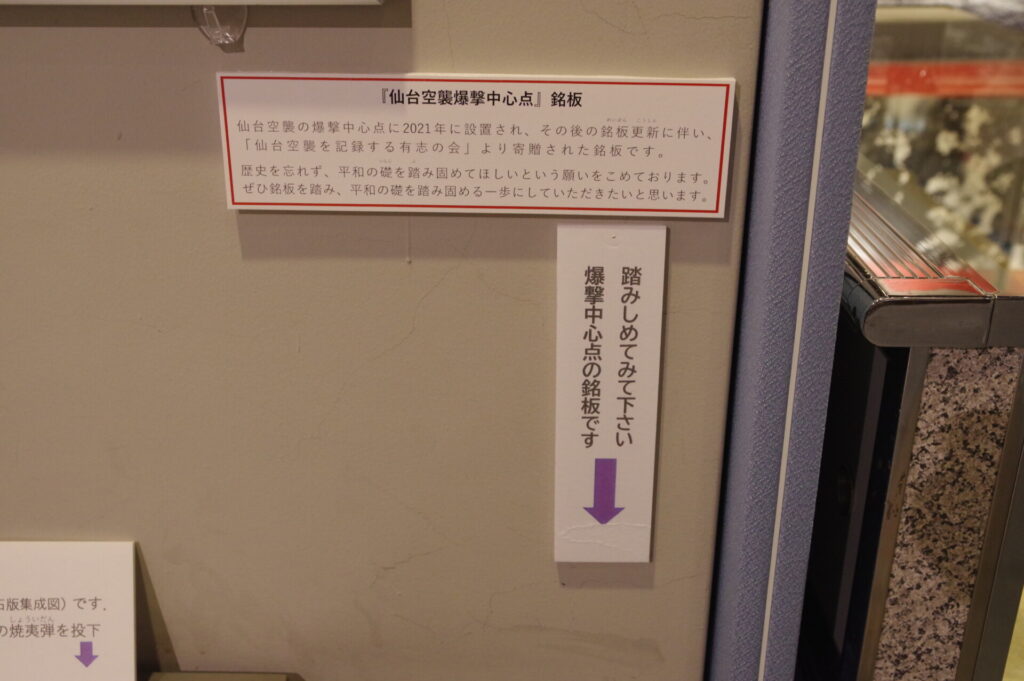 『仙台空襲爆撃中心点』銘板
仙台空襲の爆撃中心点に2021年に設置され、その後の銘板更新に伴い、
「仙台空襲を記録する有志の会」より寄贈された銘板です。
歴史を忘れず、平和の礎を踏み固めてほしいという願いをこめております。
ぜひ銘板を踏み、平和の礎を踏み固める一歩にしていただきたいと思います。
踏みしめてみて下さい
爆撃中心点の銘板です
版集成図）です．
の焼夷弾を投下